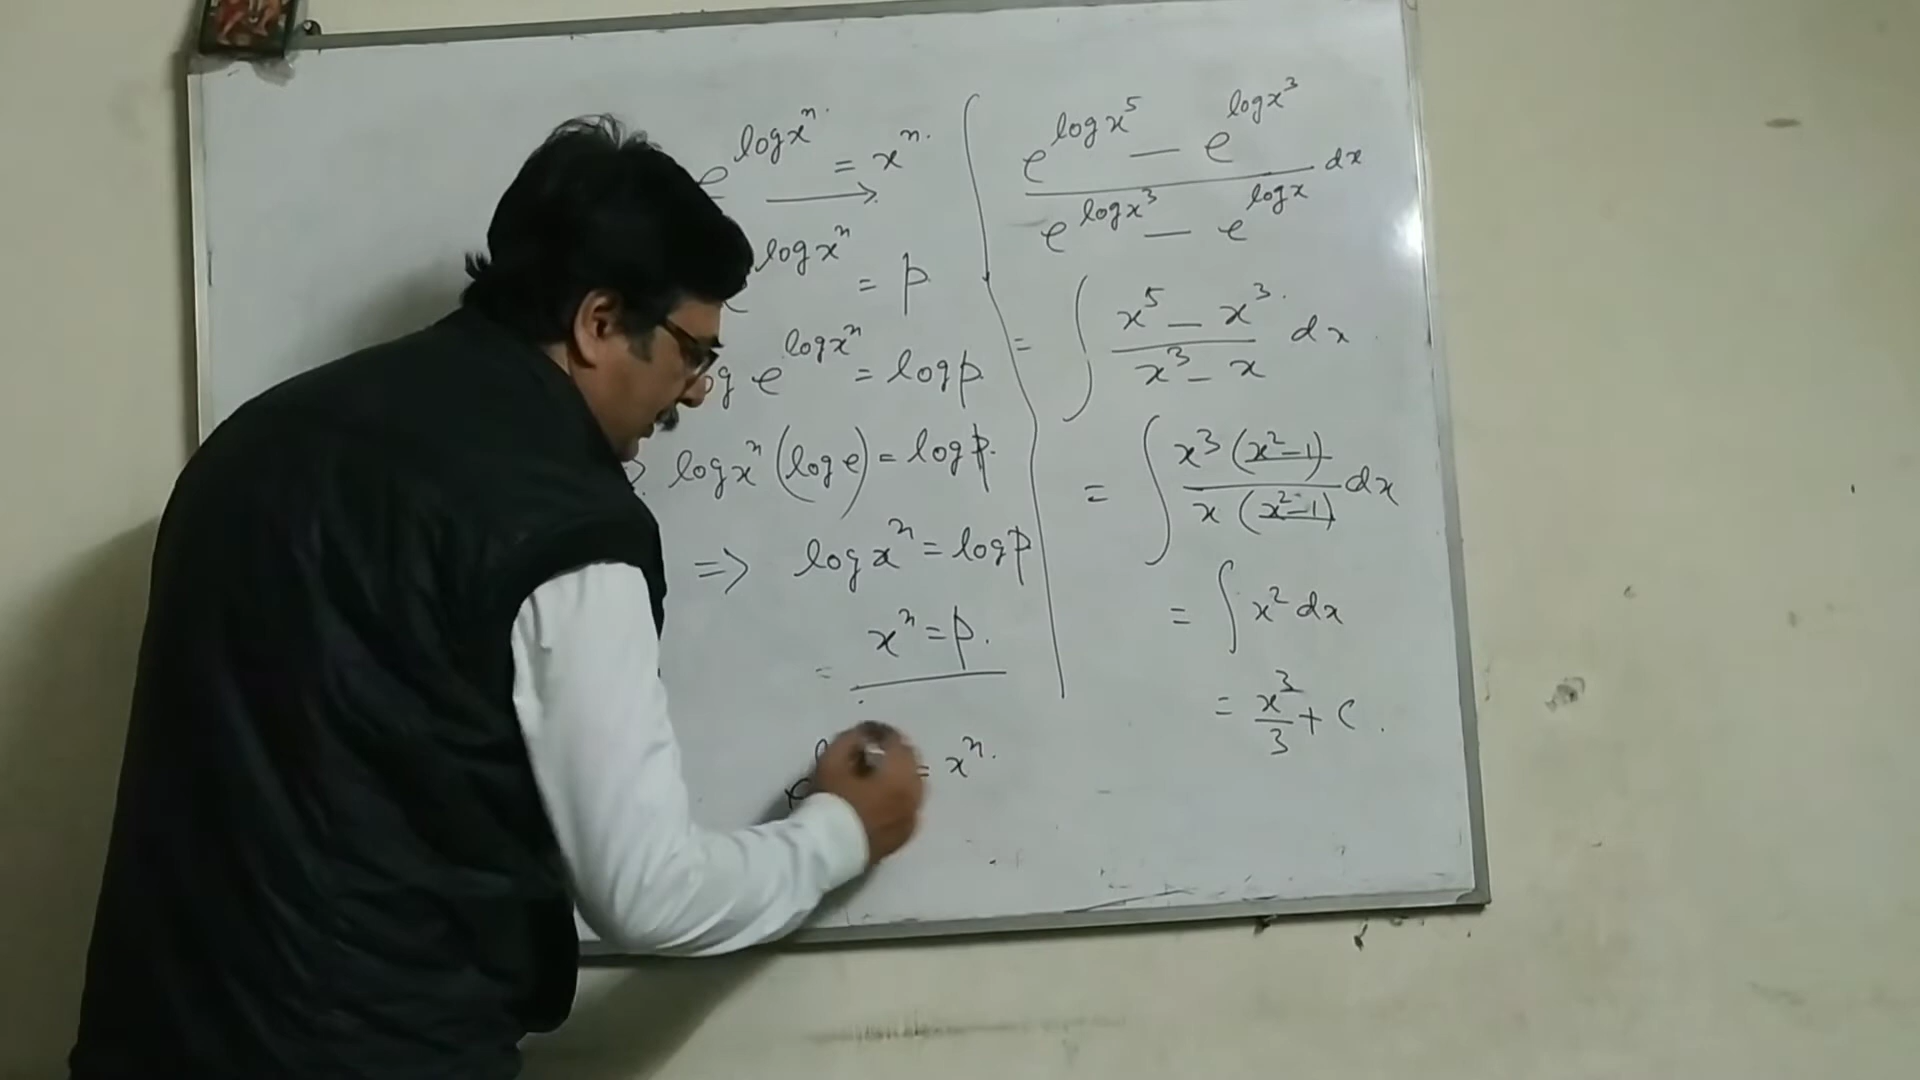 e^{log x^n} = x^n.
log x^n = p
e^{log x^n} = log p
log x^n (log e) = log p.
=> log x^n = log p
x^n = p.
= x^n.
∫ (e^{log x^5} - e^{log x^3}) / (e^{log x^3} - e^{log x}) dx
= ∫ (x^5 - x^3) / (x^3 - x) dx
= ∫ x^3 (x^2-1) / x (x^2-1) dx
= ∫ x^2 dx
= x^3/3 + C.